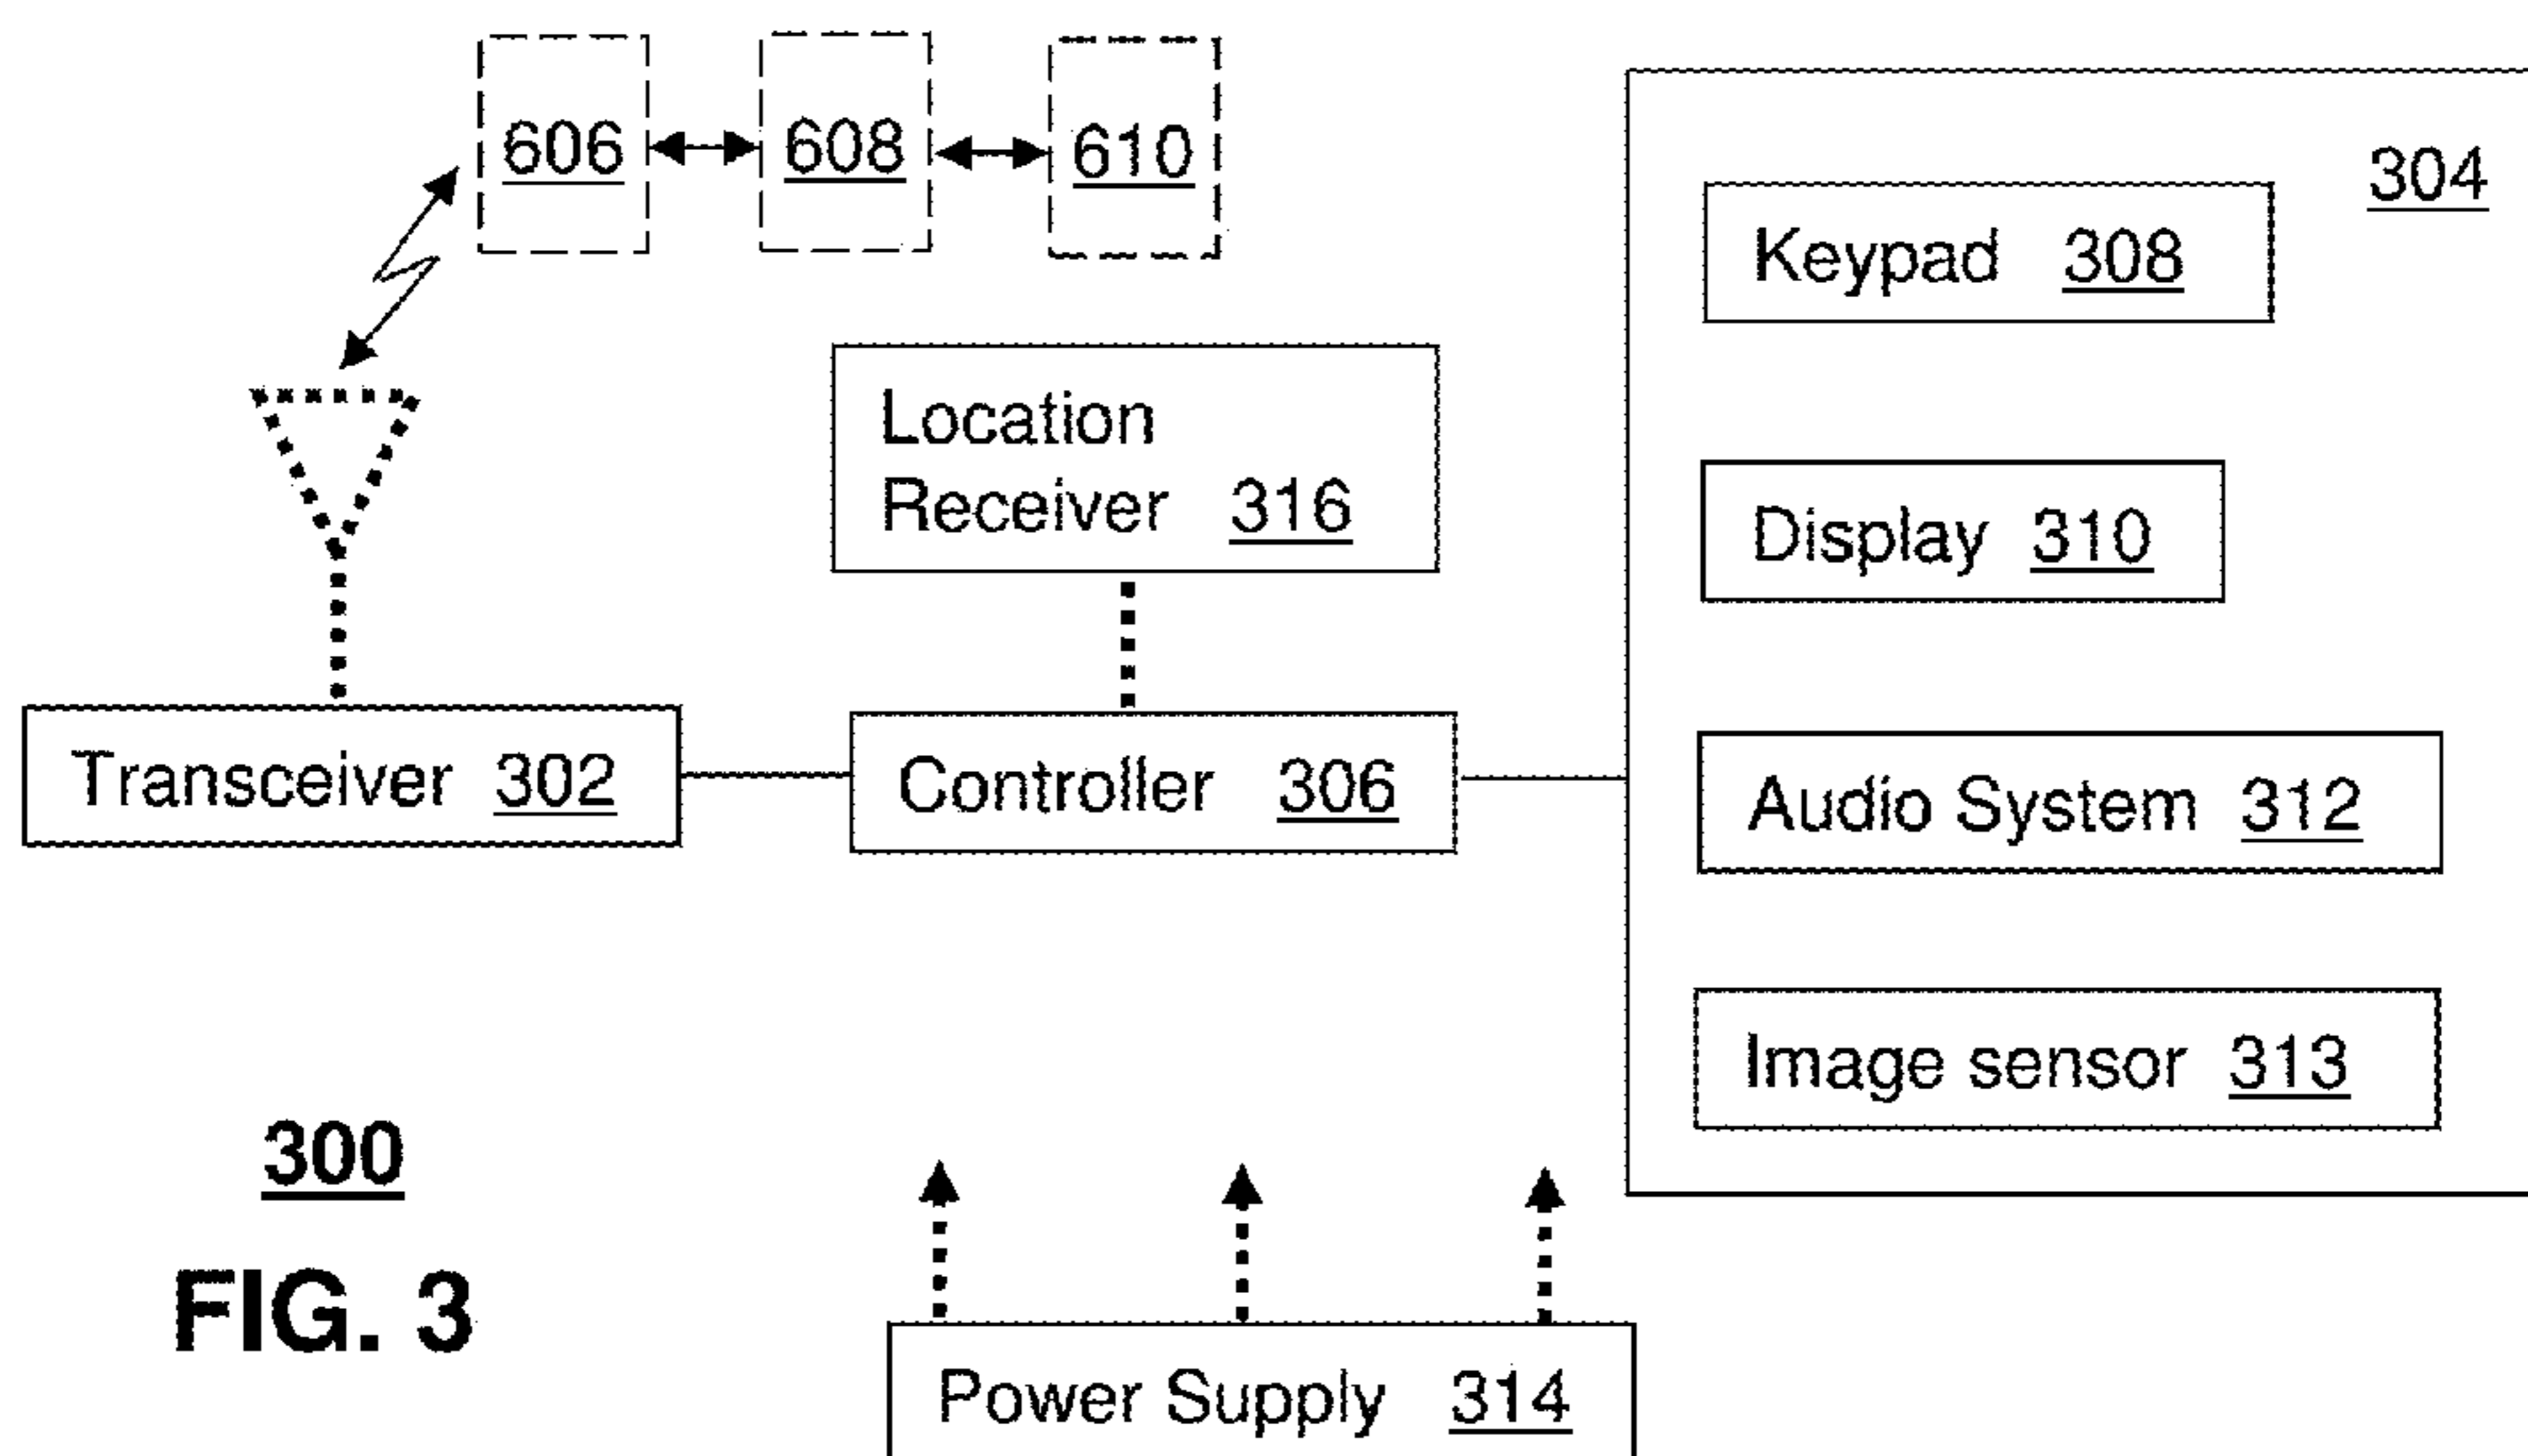 606
608
610
304
Keypad 308
Location
Receiver 316
Display 310
Transceiver 302
Controller 306
Audio System 312
Image sensor 313
300
FIG. 3
Power Supply 314